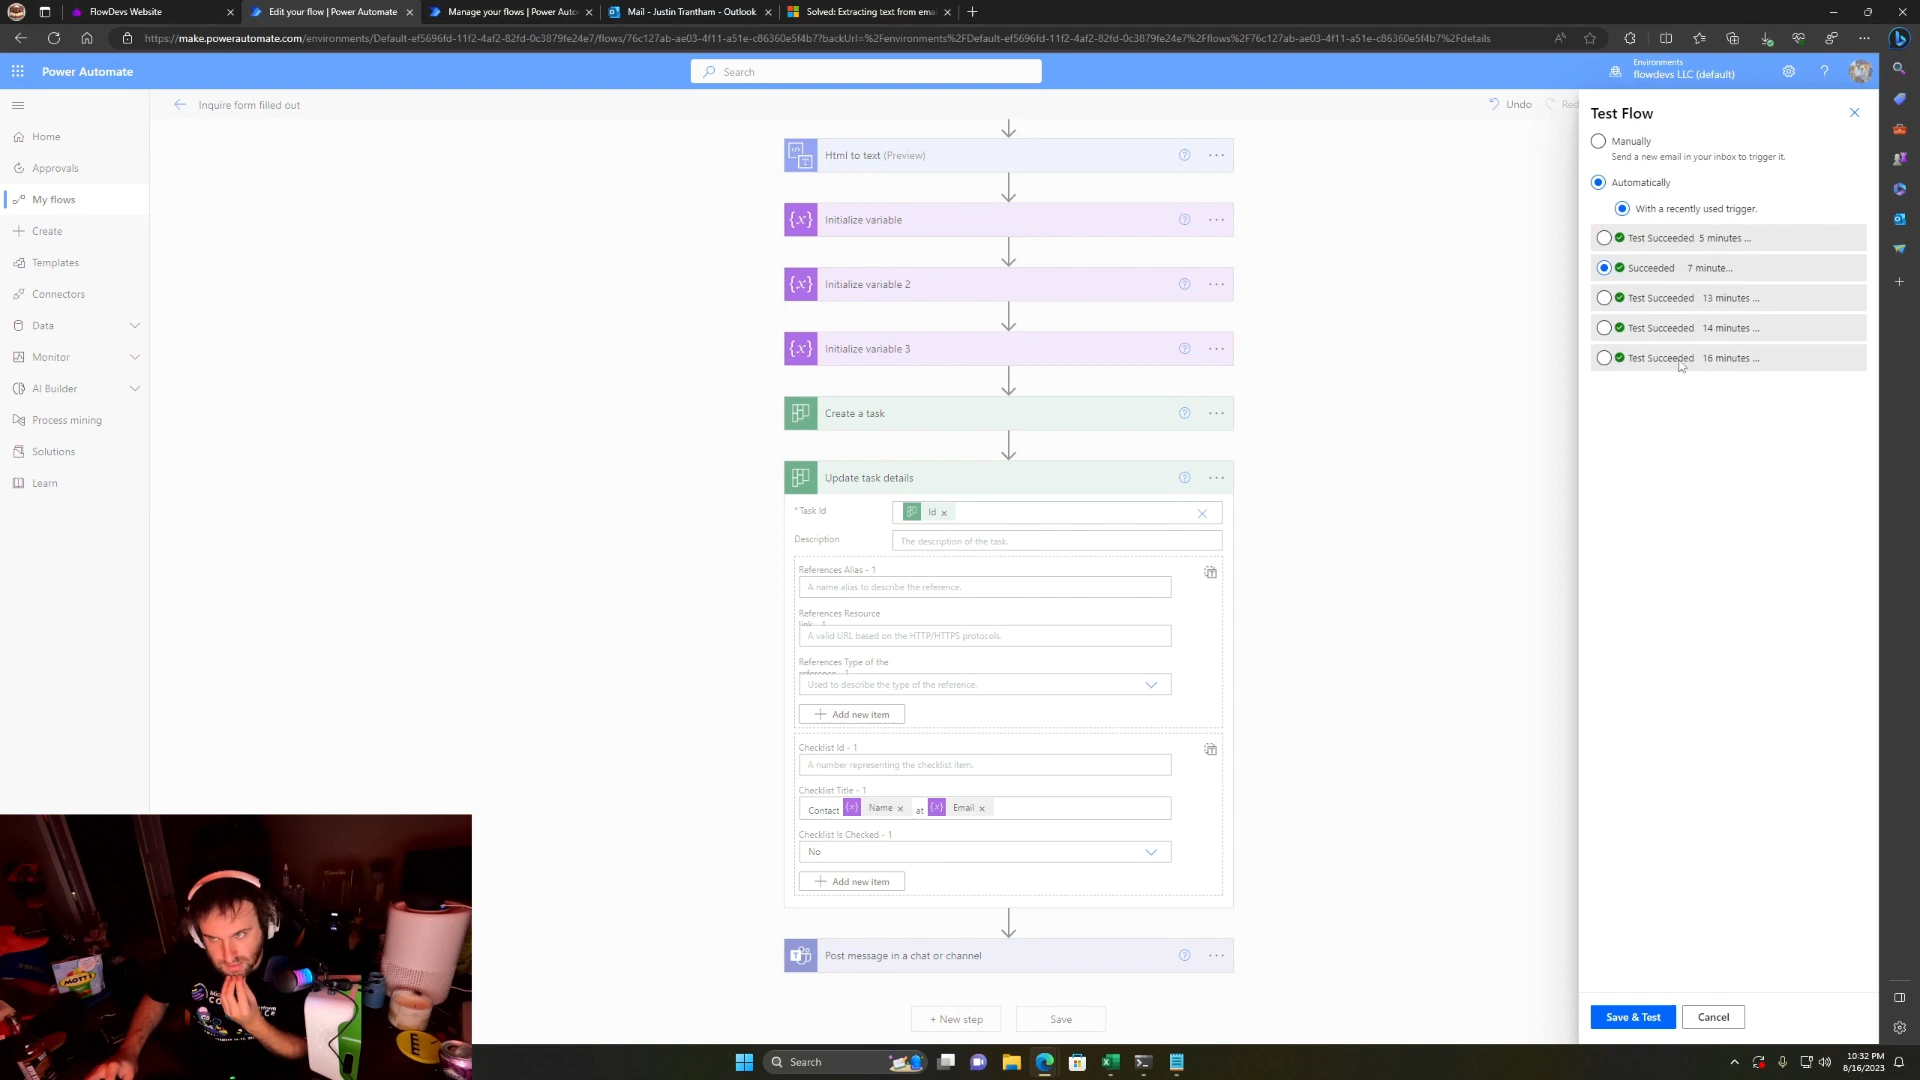 FlowDevs Website
Edit your flow | Power Automate
Manage your flows | Power Auto
Mail - Justin Trantham - Outlook
Solved: Extracting text from ema
https://make.powerautomate.com/environments/Default-ef5696fd-11f2-4af2-82fd-0c3879fe24e7/flows/76c127ab-ae03-4f11-a51e-c86360ef4b7f?backUrl=%2Fenvironments%2FDefault-ef5696fd-11f2-4af2-82fd-0c3879fe24e7%2Fflows%2F76c127ab-ae03-4f11-a51e-c86360e5f4b7f%2Fdetails
Power Automate
Search
Environments
flowdevs LLC (default)
Inquire form filled out
Undo
Red
Home
Approvals
My flows
Create
Templates
Connectors
Data
Monitor
AI Builder
Process mining
Solutions
Learn
Html to text (Preview)
Initialize variable
Initialize variable 2
Initialize variable 3
Create a task
Update task details
* Task Id
Id
Description
The description of the task.
References Alias - 1
A name alias to describe the reference.
References Resource
link - 1
A valid URL based on the HTTP/HTTPS protocols.
References Type of the
reference - 1
Used to describe the type of the reference.
Add new item
Checklist Id - 1
A number representing the checklist item.
Checklist Title - 1
Contact Name at Email
Checklist Is Checked - 1
No
Add new item
Post message in a chat or channel
+ New step
Save
Test Flow
Manually
Send a new email in your inbox to trigger it.
Automatically
With a recently used trigger.
Test Succeeded 5 minutes ...
Succeeded 7 minute...
Test Succeeded 13 minutes ...
Test Succeeded 14 minutes ...
Test Succeeded 16 minutes ...
Save & Test
Cancel
MOTT'S
Search
10:32 PM
8/16/2023